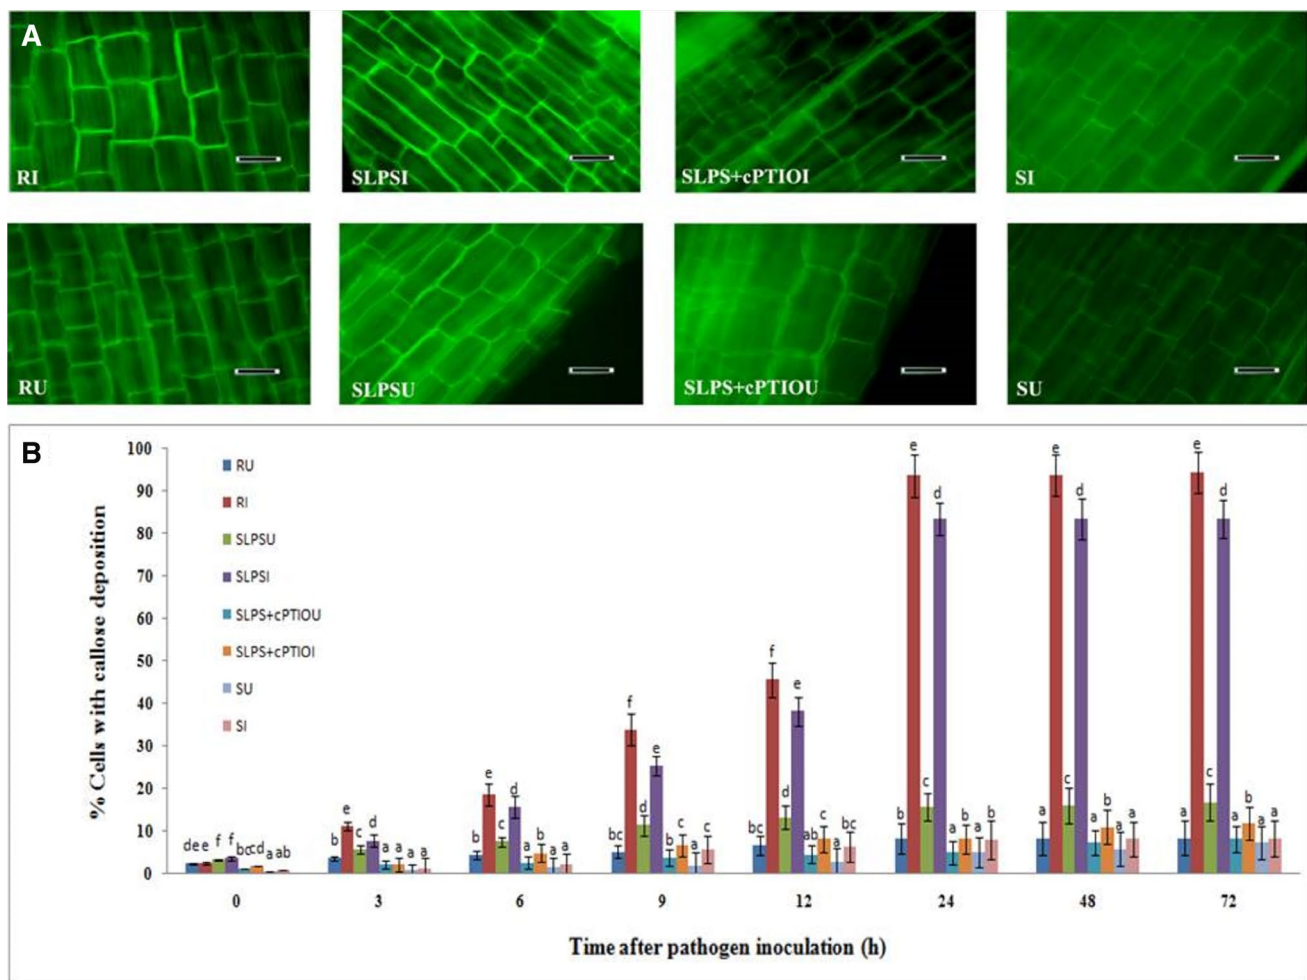 A
RI
SLPSI
SLPS+cPTIOI
SI
RU
SLPSU
SLPS+cPTIOU
SU
B
% Cells with callose deposition
100
90
80
70
60
50
40
30
20
10
0
RU
RI
SLPSU
SLPSI
SLPS+cPTIOU
SLPS+cPTIOI
SU
SI
de e f f bc cd a ab
b e c d a a a a
b e c d a b a a
bc f d e b c a c
bc f d e ab c a bc
b e c d a b a b
a e c d a b a a
a e c d a b a a
0 3 6 9 12 24 48 72
Time after pathogen inoculation (h)